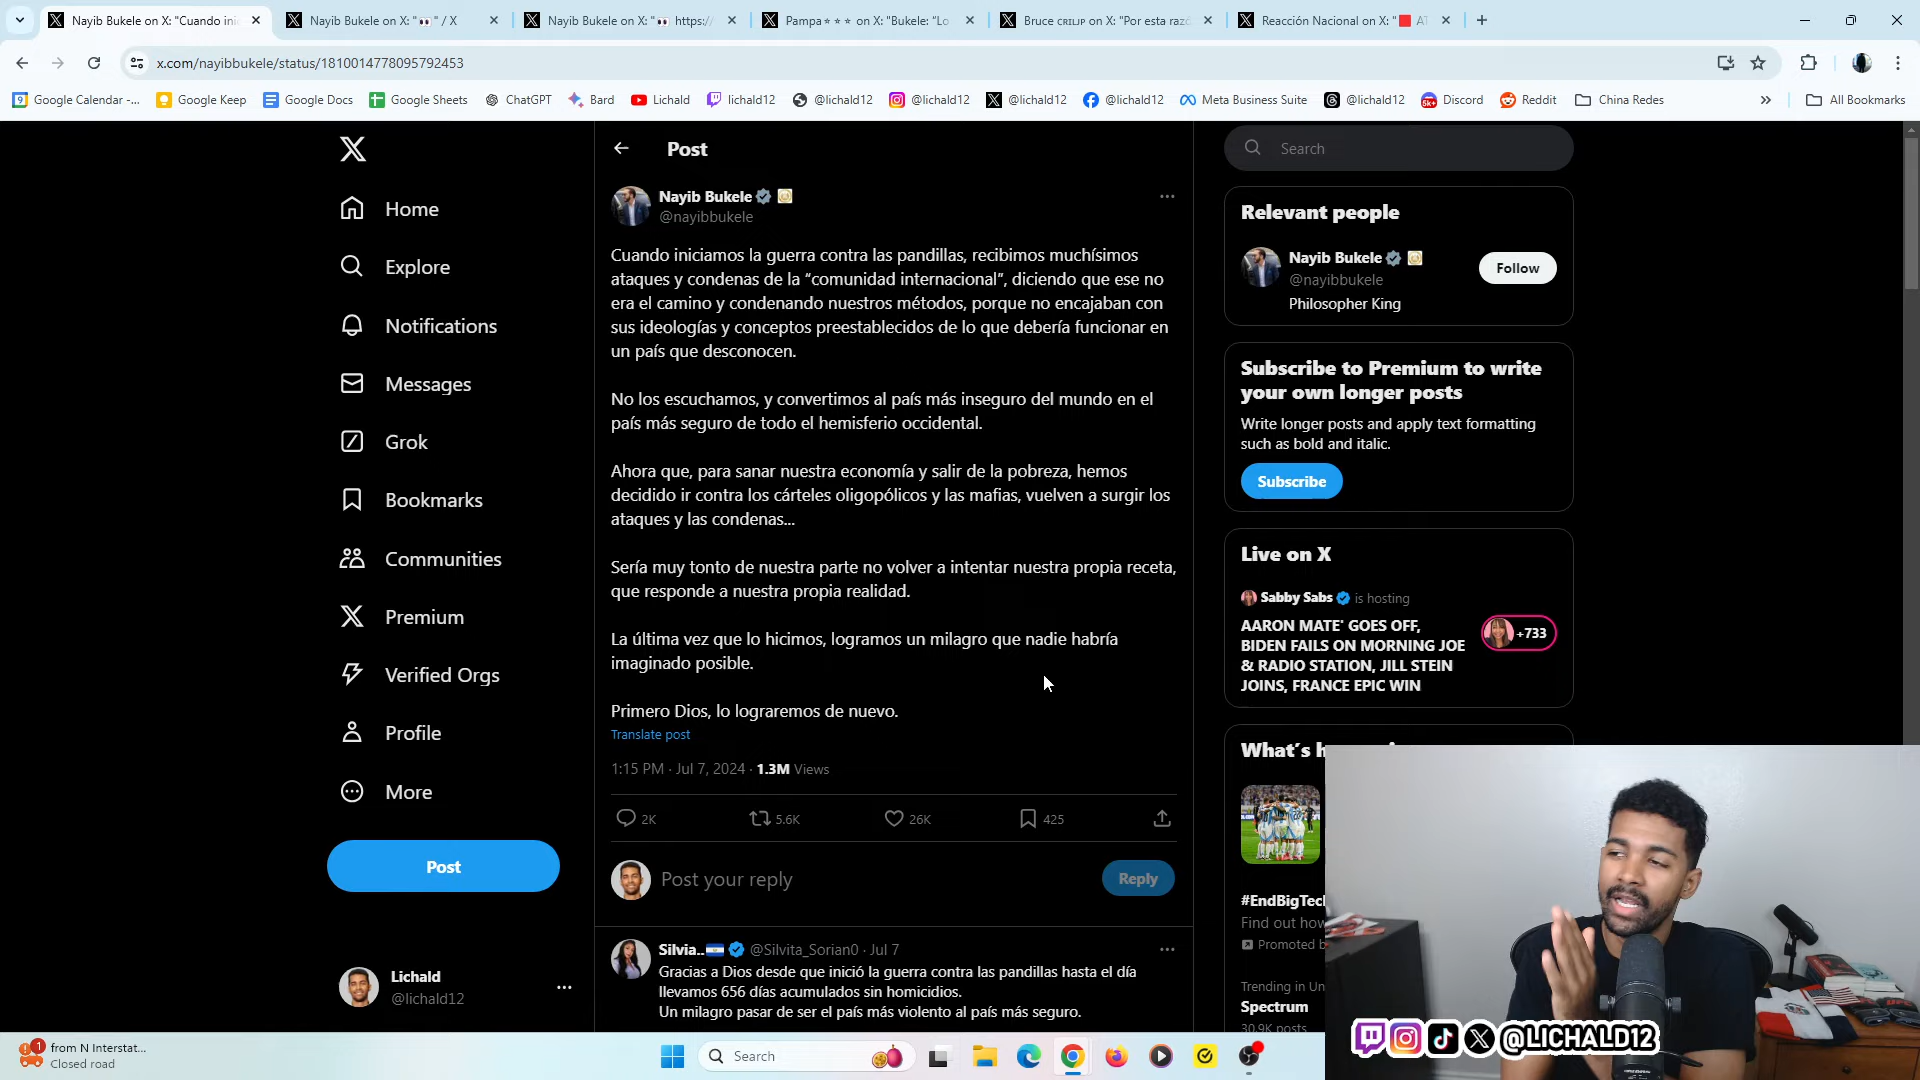 Nayib Bukele on X: "Cuando ini
Nayib Bukele on X: "👀" / X
Nayib Bukele on X: "👀 https:/
Pampa⭐⭐⭐ on X: "Bukele: "Lo
Bruce ᴄʀɪʟɪᴘ on X: "Por esta raz
Reacción Nacional on X: "🟥 A
x.com/nayibbukele/status/1810014778095792453
Google Calendar -...
Google Keep
Google Docs
Google Sheets
ChatGPT
Bard
Lichald
lichald12
@lichald12
@lichald12
@lichald12
@lichald12
Meta Business Suite
@lichald12
Discord
Reddit
China Redes
All Bookmarks
Home
Explore
Notifications
Messages
Grok
Bookmarks
Communities
Premium
Verified Orgs
Profile
More
Post
Lichald
@lichald12
Post
Nayib Bukele
@nayibbukele
Cuando iniciamos la guerra contra las pandillas, recibimos muchísimos
ataques y condenas de la “comunidad internacional”, diciendo que ese no
era el camino y condenando nuestros métodos, porque no encajaban con
sus ideologías y conceptos preestablecidos de lo que debería funcionar en
un país que desconocen.
No los escuchamos, y convertimos al país más inseguro del mundo en el
país más seguro de todo el hemisferio occidental.
Ahora que, para sanar nuestra economía y salir de la pobreza, hemos
decidido ir contra los cárteles oligopólicos y las mafias, vuelven a surgir los
ataques y las condenas...
Sería muy tonto de nuestra parte no volver a intentar nuestra propia receta,
que responde a nuestra propia realidad.
La última vez que lo hicimos, logramos un milagro que nadie habría
imaginado posible.
Primero Dios, lo lograremos de nuevo.
Translate post
1:15 PM · Jul 7, 2024 · 1.3M Views
2K
5.6K
26K
425
Post your reply
Reply
Silvia..🇸🇻 @Silvita_Sorian0 · Jul 7
Gracias a Dios desde que inició la guerra contra las pandillas hasta el día
llevamos 656 días acumulados sin homicidios.
Un milagro pasar de ser el país más violento al país más seguro.
Search
Relevant people
Nayib Bukele
@nayibbukele
Follow
Philosopher King
Subscribe to Premium to write
your own longer posts
Write longer posts and apply text formatting
such as bold and italic.
Subscribe
Live on X
Sabby Sabs is hosting
AARON MATE' GOES OFF,
BIDEN FAILS ON MORNING JOE
& RADIO STATION, JILL STEIN
JOINS, FRANCE EPIC WIN
+733
What's h
#EndBigTec
Find out how
Promoted b
Trending in Un
Spectrum
30.9K posts
@LICHALD12
1
from N Interstat...
Closed road
Search